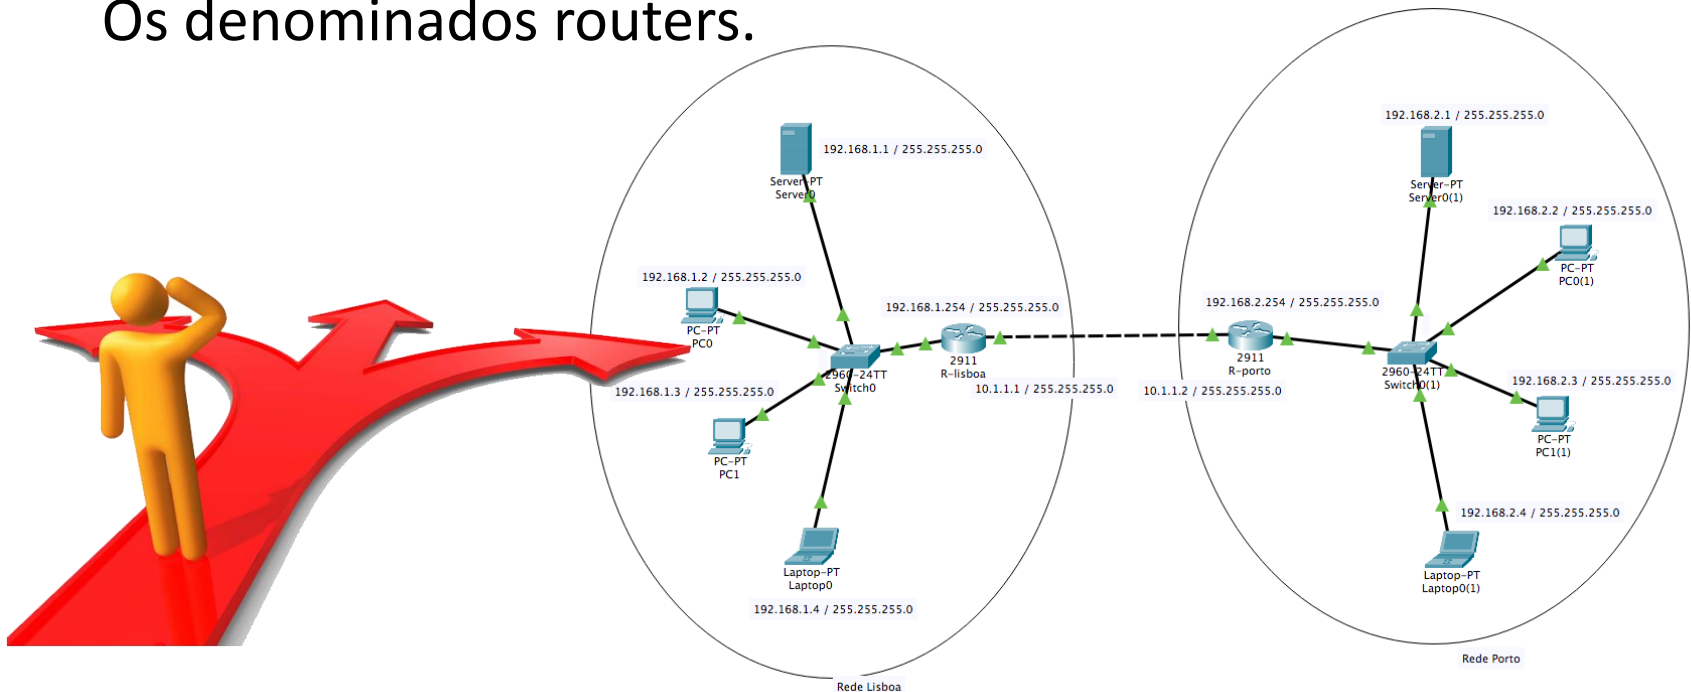 Os denominados routers.
192.168.1.1 / 255.255.255.0
Server-PT
Server0
192.168.1.2 / 255.255.255.0
PC-PT
PC0
192.168.1.254 / 255.255.255.0
2911
R-lisboa
2960-24TT
Switch0
192.168.1.3 / 255.255.255.0
10.1.1.1 / 255.255.255.0
PC-PT
PC1
Laptop-PT
Laptop0
192.168.1.4 / 255.255.255.0
Rede Lisboa
192.168.2.1 / 255.255.255.0
Server-PT
Server0(1)
192.168.2.2 / 255.255.255.0
PC-PT
PC0(1)
192.168.2.254 / 255.255.255.0
2911
R-porto
10.1.1.2 / 255.255.255.0
2960-24TT
Switch0(1)
192.168.2.3 / 255.255.255.0
PC-PT
PC1(1)
192.168.2.4 / 255.255.255.0
Laptop-PT
Laptop0(1)
Rede Porto